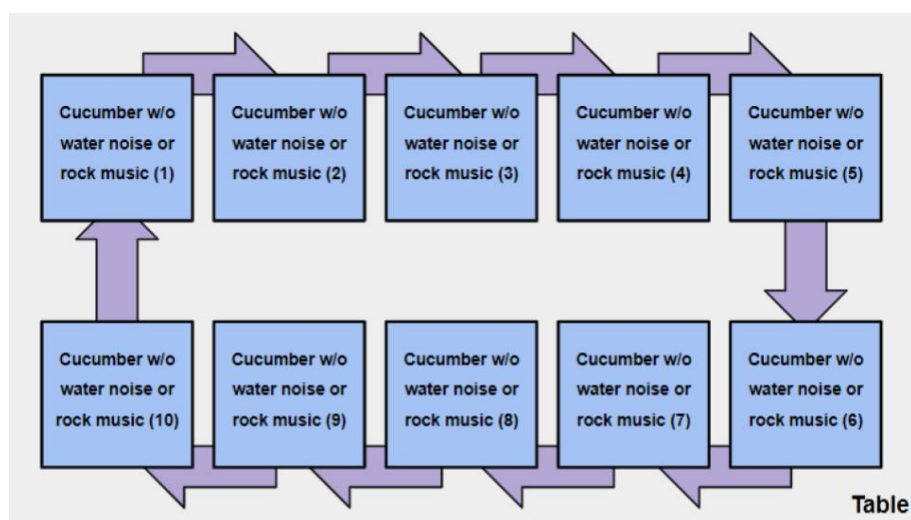 Cucumber w/o
water noise or
rock music (1)
Cucumber w/o
water noise or
rock music (2)
Cucumber w/o
water noise or
rock music (3)
Cucumber w/o
water noise or
rock music (4)
Cucumber w/o
water noise or
rock music (5)
Cucumber w/o
water noise or
rock music (10)
Cucumber w/o
water noise or
rock music (9)
Cucumber w/o
water noise or
rock music (8)
Cucumber w/o
water noise or
rock music (7)
Cucumber w/o
water noise or
rock music (6)
Table